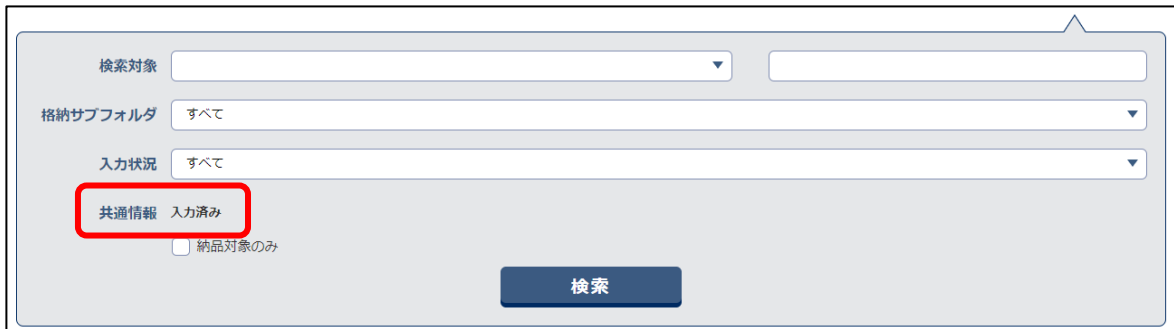 検索対象
格納サブフォルダ すべて
入力状況 すべて
共通情報 入力済み
納品対象のみ
検索